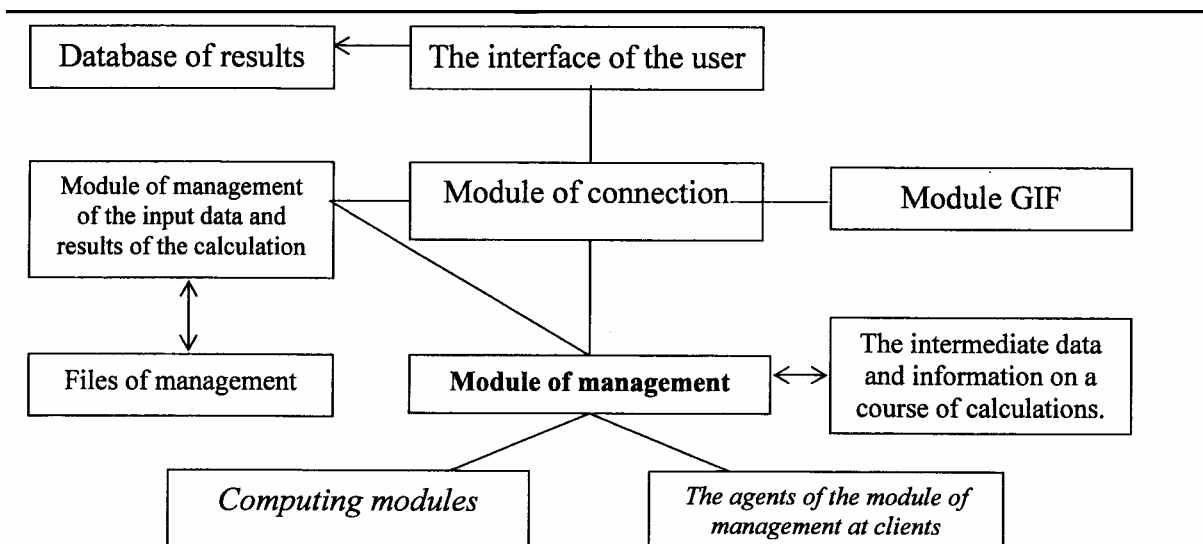 Database of results
The interface of the user
Module of management
of the input data and
results of the calculation
Module of connection
Module GIF
Files of management
Module of management
The intermediate data
and information on a
course of calculations.
Computing modules
The agents of the module of
management at clients